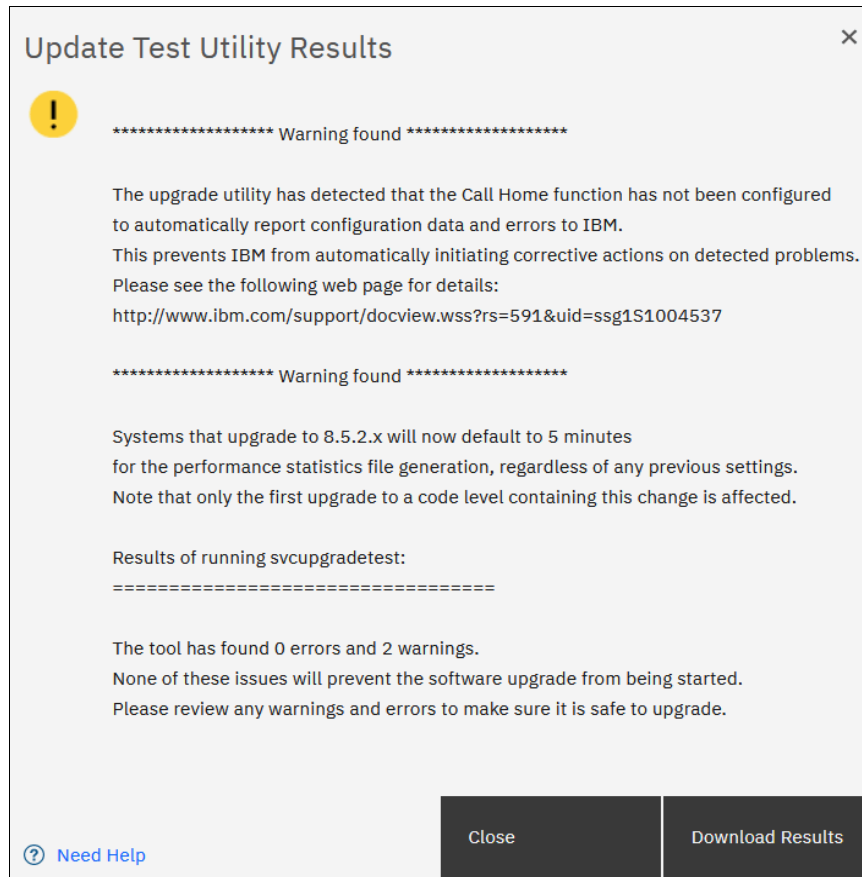 Update Test Utility Results
******************* Warning found *******************
The upgrade utility has detected that the Call Home function has not been configured
to automatically report configuration data and errors to IBM.
This prevents IBM from automatically initiating corrective actions on detected problems.
Please see the following web page for details:
http://www.ibm.com/support/docview.wss?rs=591&uid=ssg1S1004537
******************* Warning found *******************
Systems that upgrade to 8.5.2.x will now default to 5 minutes
for the performance statistics file generation, regardless of any previous settings.
Note that only the first upgrade to a code level containing this change is affected.
Results of running svcupgradetest:
==================================
The tool has found 0 errors and 2 warnings.
None of these issues will prevent the software upgrade from being started.
Please review any warnings and errors to make sure it is safe to upgrade.
Close
Download Results
Need Help